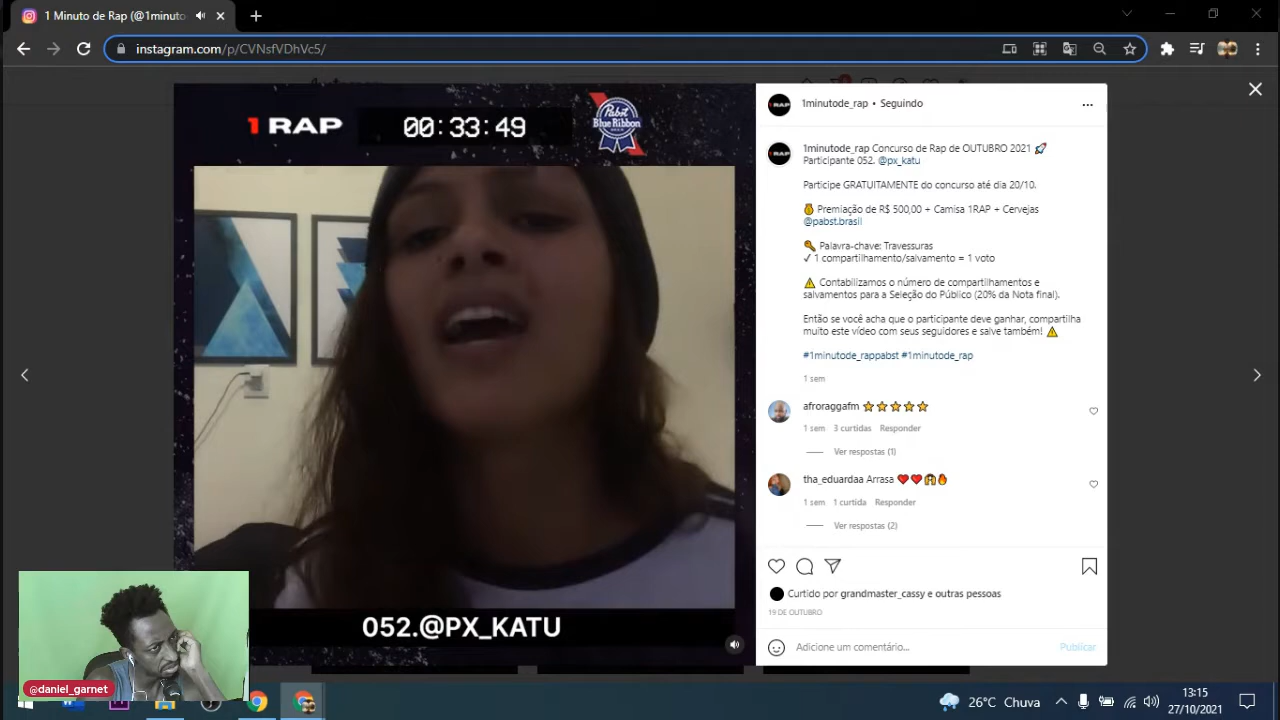 1 Minuto de Rap (@1minuto
instagram.com/p/CVNsfVDhVc5/
1 RAP
00:33:49
Pabst
Blue Ribbon
052.@PX_KATU
@daniel_garnet
1minutode_rap • Seguindo
1minutode_rap Concurso de Rap de OUTUBRO 2021 🚀
Participante 052. @px_katu
Participe GRATUITAMENTE do concurso até dia 20/10.
💰 Premiação de R$ 500,00 + Camisa 1RAP + Cervejas
@pabst.brasil
🔑 Palavra-chave: Travessuras
✓ 1 compartilhamento/salvamento = 1 voto
⚠️ Contabilizamos o número de compartilhamentos e
salvamentos para a Seleção do Público (20% da Nota final).
Então se você acha que o participante deve ganhar, compartilha
muito este vídeo com seus seguidores e salve também! ⚠️
#1minutode_rappabst #1minutode_rap
1 sem
afroraggafm ⭐⭐⭐⭐⭐
1 sem 3 curtidas Responder
Ver respostas (1)
tha_eduardaa Arrasa ❤️❤️🙌🔥
1 sem 1 curtida Responder
Ver respostas (2)
Curtido por grandmaster_cassy e outras pessoas
19 DE OUTUBRO
Adicione um comentário...
Publicar
26°C Chuva
13:15
27/10/2021